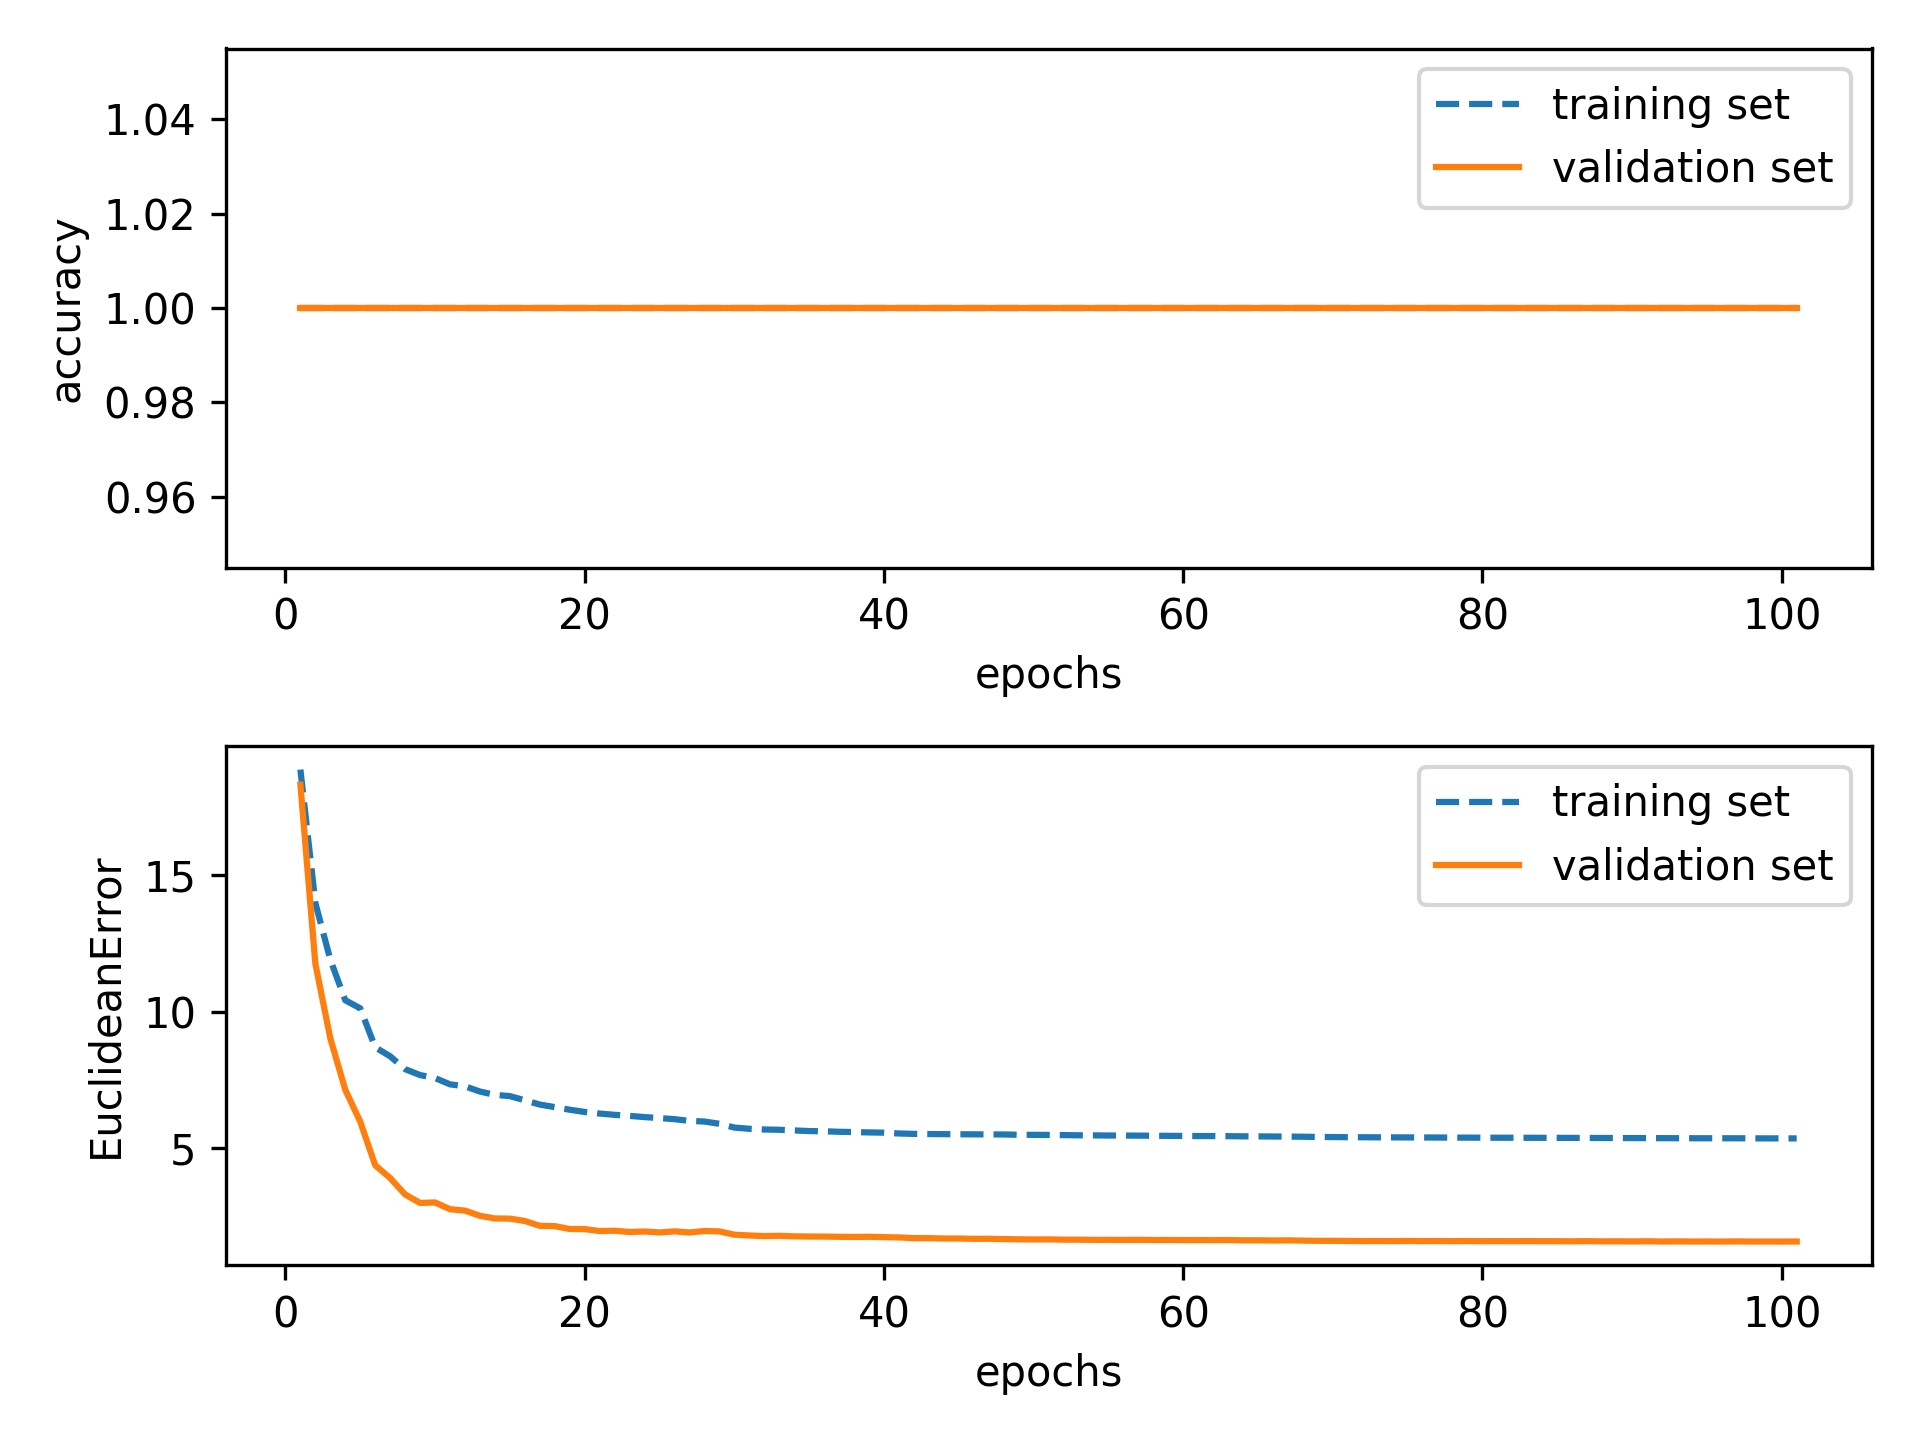 1.04
1.02
1.00
0.98
0.96
accuracy
training set
validation set
0 20 40 60 80 100
epochs
15
10
5
EuclideanError
training set
validation set
0 20 40 60 80 100
epochs